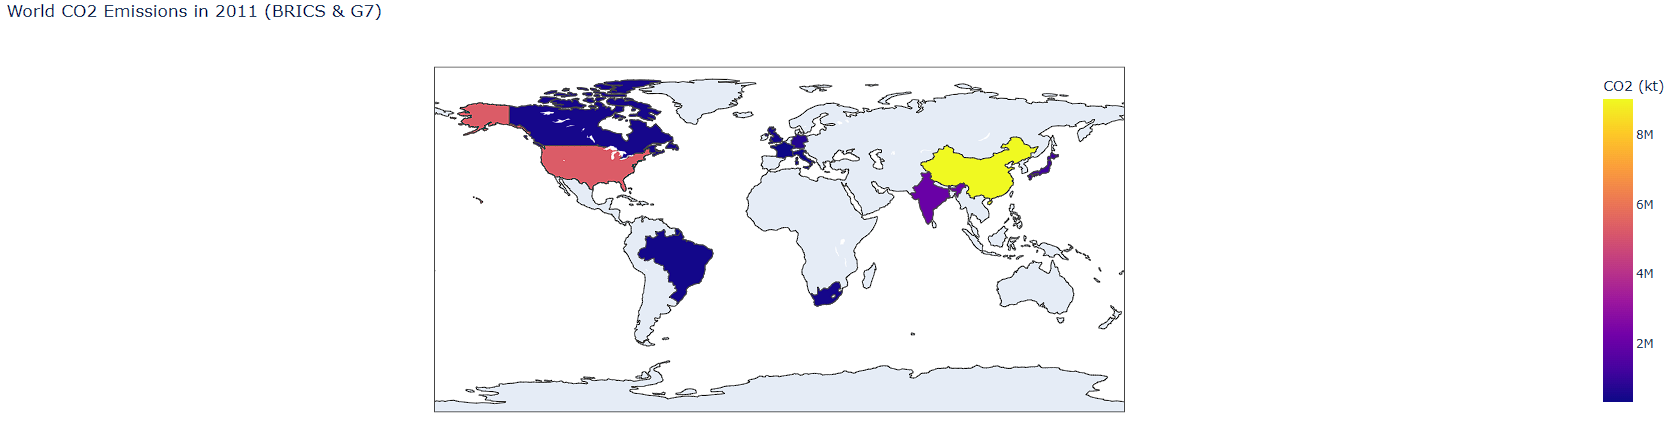 World CO2 Emissions in 2011 (BRICS & G7)
CO2 (kt)
8M
6M
4M
2M